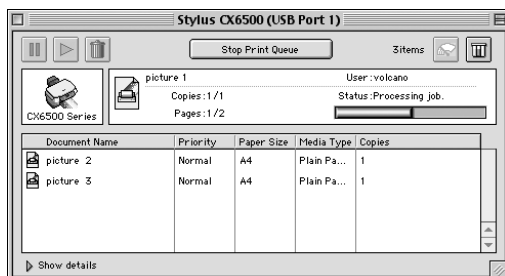 Stylus CX6500 (USB Port 1)
Stop Print Queue
3items
CX6500 Series
picture 1
User:volcano
Copies:1/1
Status:Processing job.
Pages:1/2
Document Name Priority Paper Size Media Type Copies
picture 2 Normal A4 Plain Pa... 1
picture 3 Normal A4 Plain Pa... 1
Show details